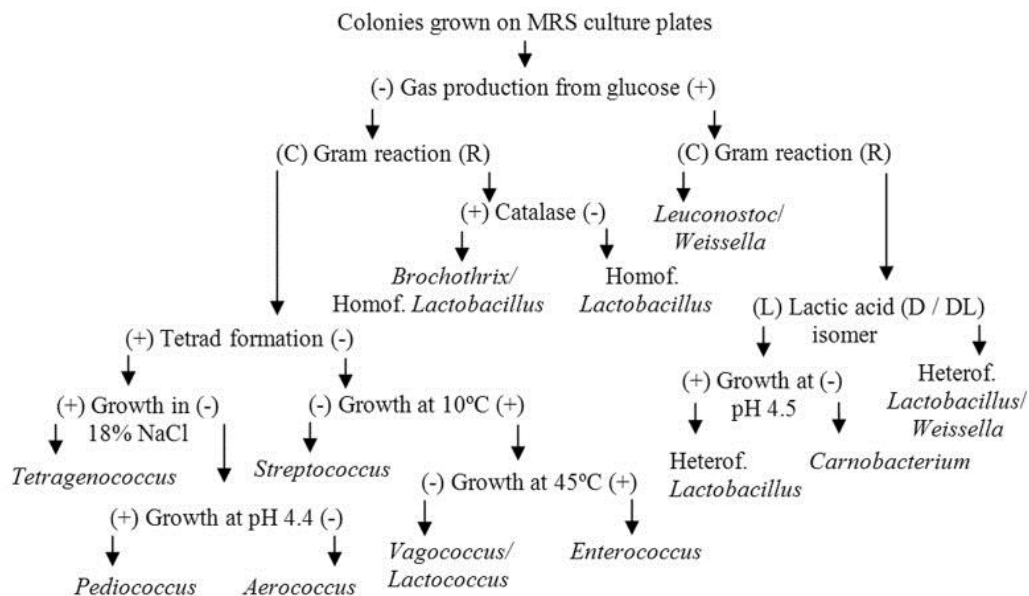 Colonies grown on MRS culture plates
(-) Gas production from glucose (+)
(C) Gram reaction (R)
(C) Gram reaction (R)
(+) Catalase (-)
Leuconostoc/
Weissella
Brochothrix/
Homof. Lactobacillus
Homof.
Lactobacillus
(L) Lactic acid (D / DL)
isomer
(+) Tetrad formation (-)
(+) Growth at (-)
pH 4.5
Heterof.
Lactobacillus/
Weissella
(+) Growth in (-)
18% NaCl
(-) Growth at 10ºC (+)
Tetragenococcus
Streptococcus
Heterof.
Lactobacillus
Carnobacterium
(-) Growth at 45ºC (+)
(+) Growth at pH 4.4 (-)
Vagococcus/
Lactococcus
Enterococcus
Pediococcus
Aerococcus